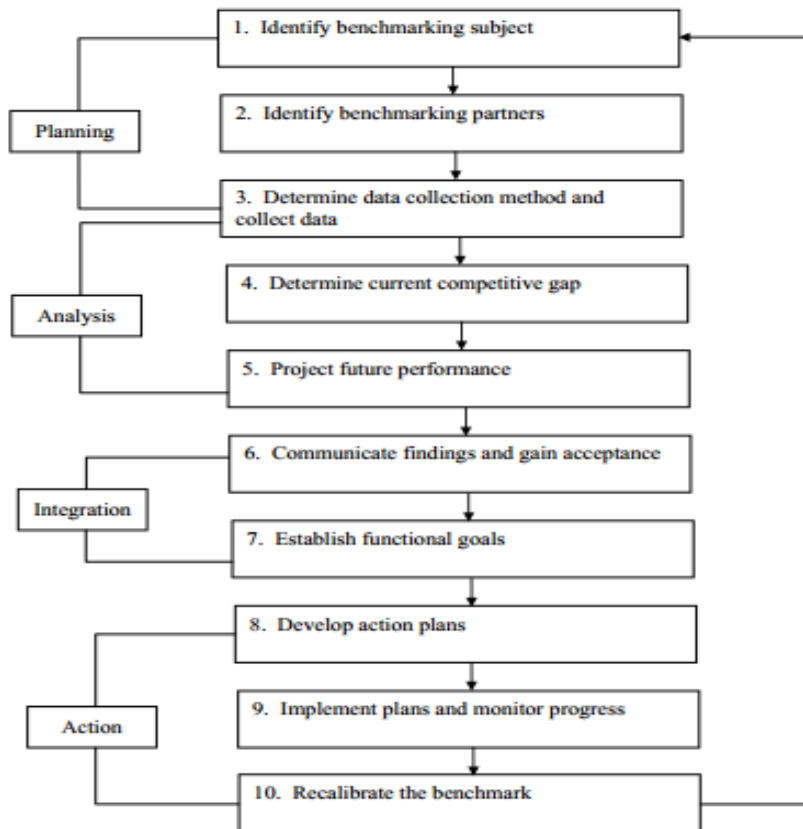 1. Identify benchmarking subject
Planning
2. Identify benchmarking partners
3. Determine data collection method and
collect data
4. Determine current competitive gap
Analysis
5. Project future performance
6. Communicate findings and gain acceptance
Integration
7. Establish functional goals
8. Develop action plans
9. Implement plans and monitor progress
Action
10. Recalibrate the benchmark